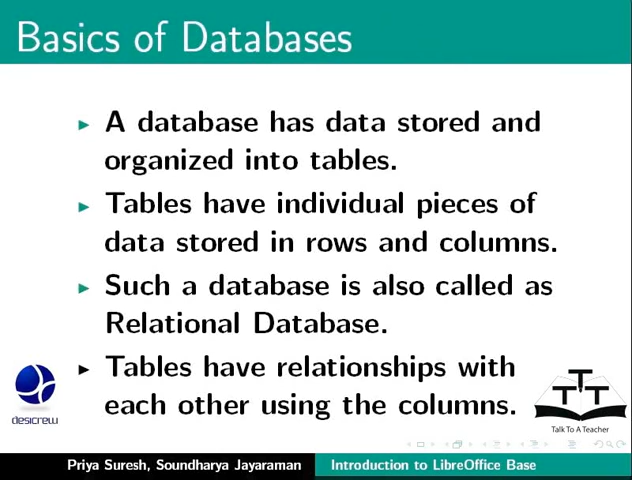 Basics of Databases
A database has data stored and
organized into tables.
Tables have individual pieces of
data stored in rows and columns.
Such a database is also called as
Relational Database.
Tables have relationships with
each other using the columns.
desicrew
TTT
Talk To A Teacher
Priya Suresh, Soundharya Jayaraman
Introduction to LibreOffice Base